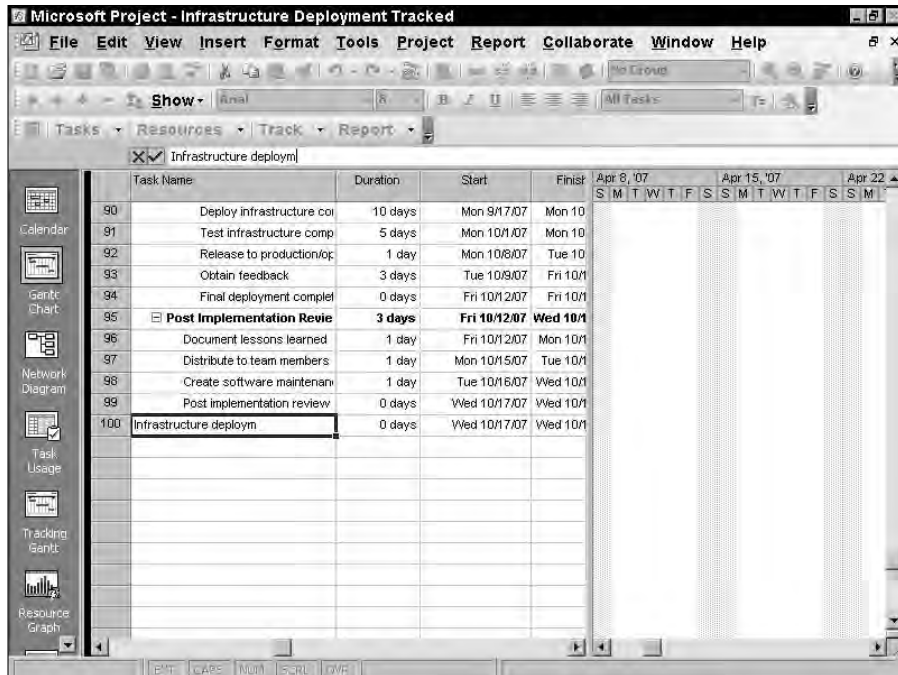 Microsoft Project - Infrastructure Deployment Tracked
File Edit View Insert Format Tools Project Report Collaborate Window Help
No Group
Show Arial 8 B I U All Tasks
Tasks Resources Track Report
Infrastructure deploym
Task Name Duration Start Finish Apr 8, '07 Apr 15, '07 Apr 22
S M T W T F S S M T W T F S S M
90 Deploy infrastructure co 10 days Mon 9/17/07 Mon 10
91 Test infrastructure comp 5 days Mon 10/1/07 Mon 10
92 Release to production/op 1 day Mon 10/8/07 Tue 10
93 Obtain feedback 3 days Tue 10/9/07 Fri 10/1
94 Final deployment complet 0 days Fri 10/12/07 Fri 10/1
95 Post Implementation Revie 3 days Fri 10/12/07 Wed 10/1
96 Document lessons learned 1 day Fri 10/12/07 Mon 10/1
97 Distribute to team members 1 day Mon 10/15/07 Tue 10/1
98 Create software maintenan 1 day Tue 10/16/07 Wed 10/1
99 Post implementation review 0 days Wed 10/17/07 Wed 10/1
100 Infrastructure deploym 0 days Wed 10/17/07 Wed 10/1
Calendar
Gantt Chart
Network Diagram
Task Usage
Tracking Gantt
Resource Graph
EXT CAPS NUM SCRL OVR